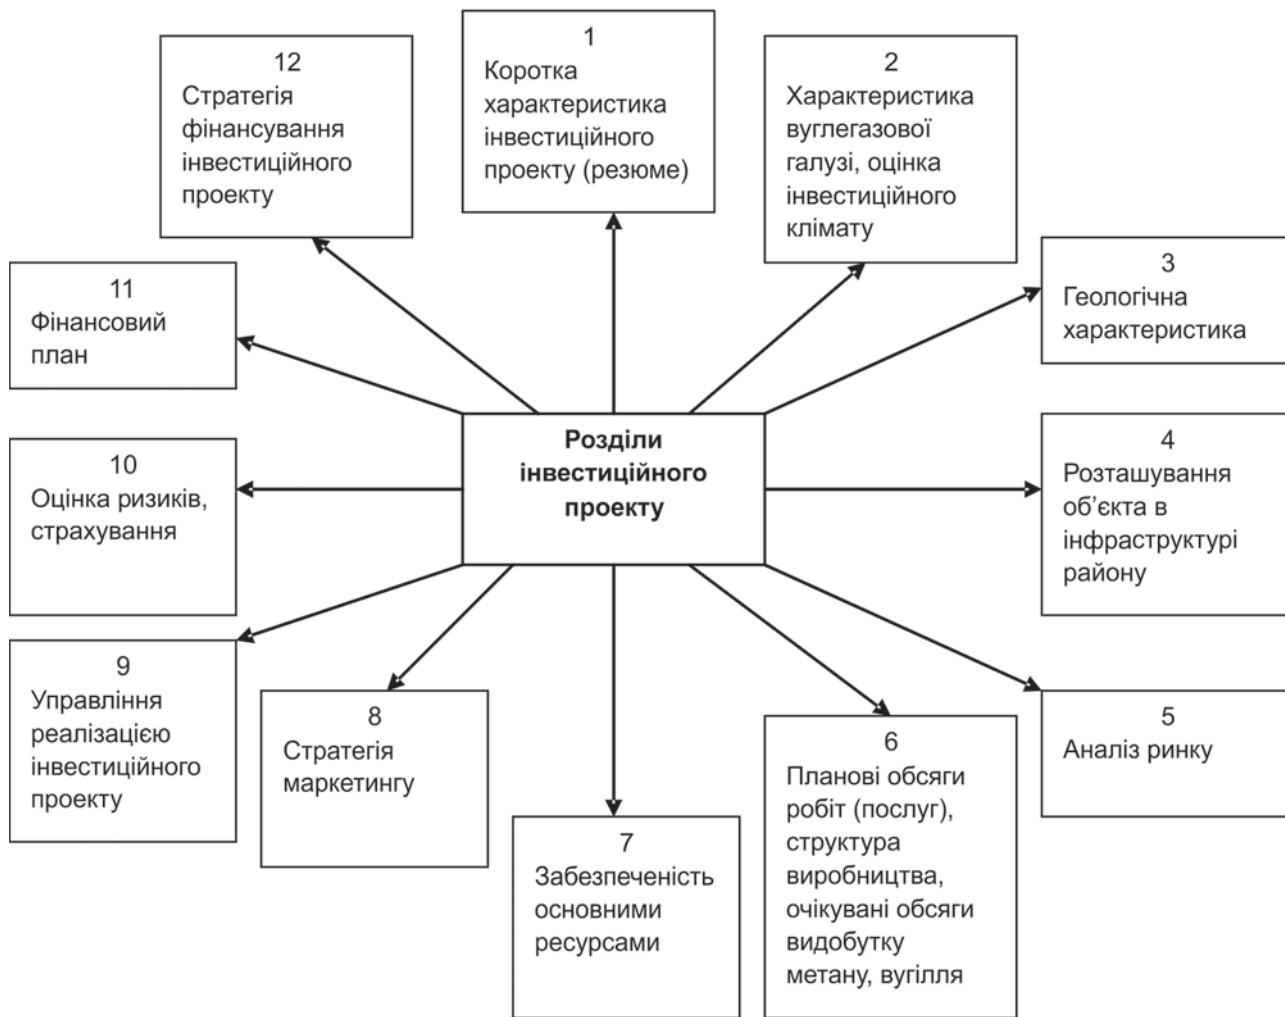 1
Коротка
характеристика
інвестиційного
проекту (резюме)
2
Характеристика
вуглегазової
галузі, оцінка
інвестиційного
клімату
3
Геологічна
характеристика
4
Розташування
об’єкта в
інфраструктурі
району
5
Аналіз ринку
6
Планові обсяги
робіт (послуг),
структура
виробництва,
очікувані обсяги
видобутку
метану, вугілля
7
Забезпеченість
основними
ресурсами
8
Стратегія
маркетингу
9
Управління
реалізацією
інвестиційного
проекту
10
Оцінка ризиків,
страхування
11
Фінансовий
план
12
Стратегія
фінансування
інвестиційного
проекту
Розділи
інвестиційного
проекту